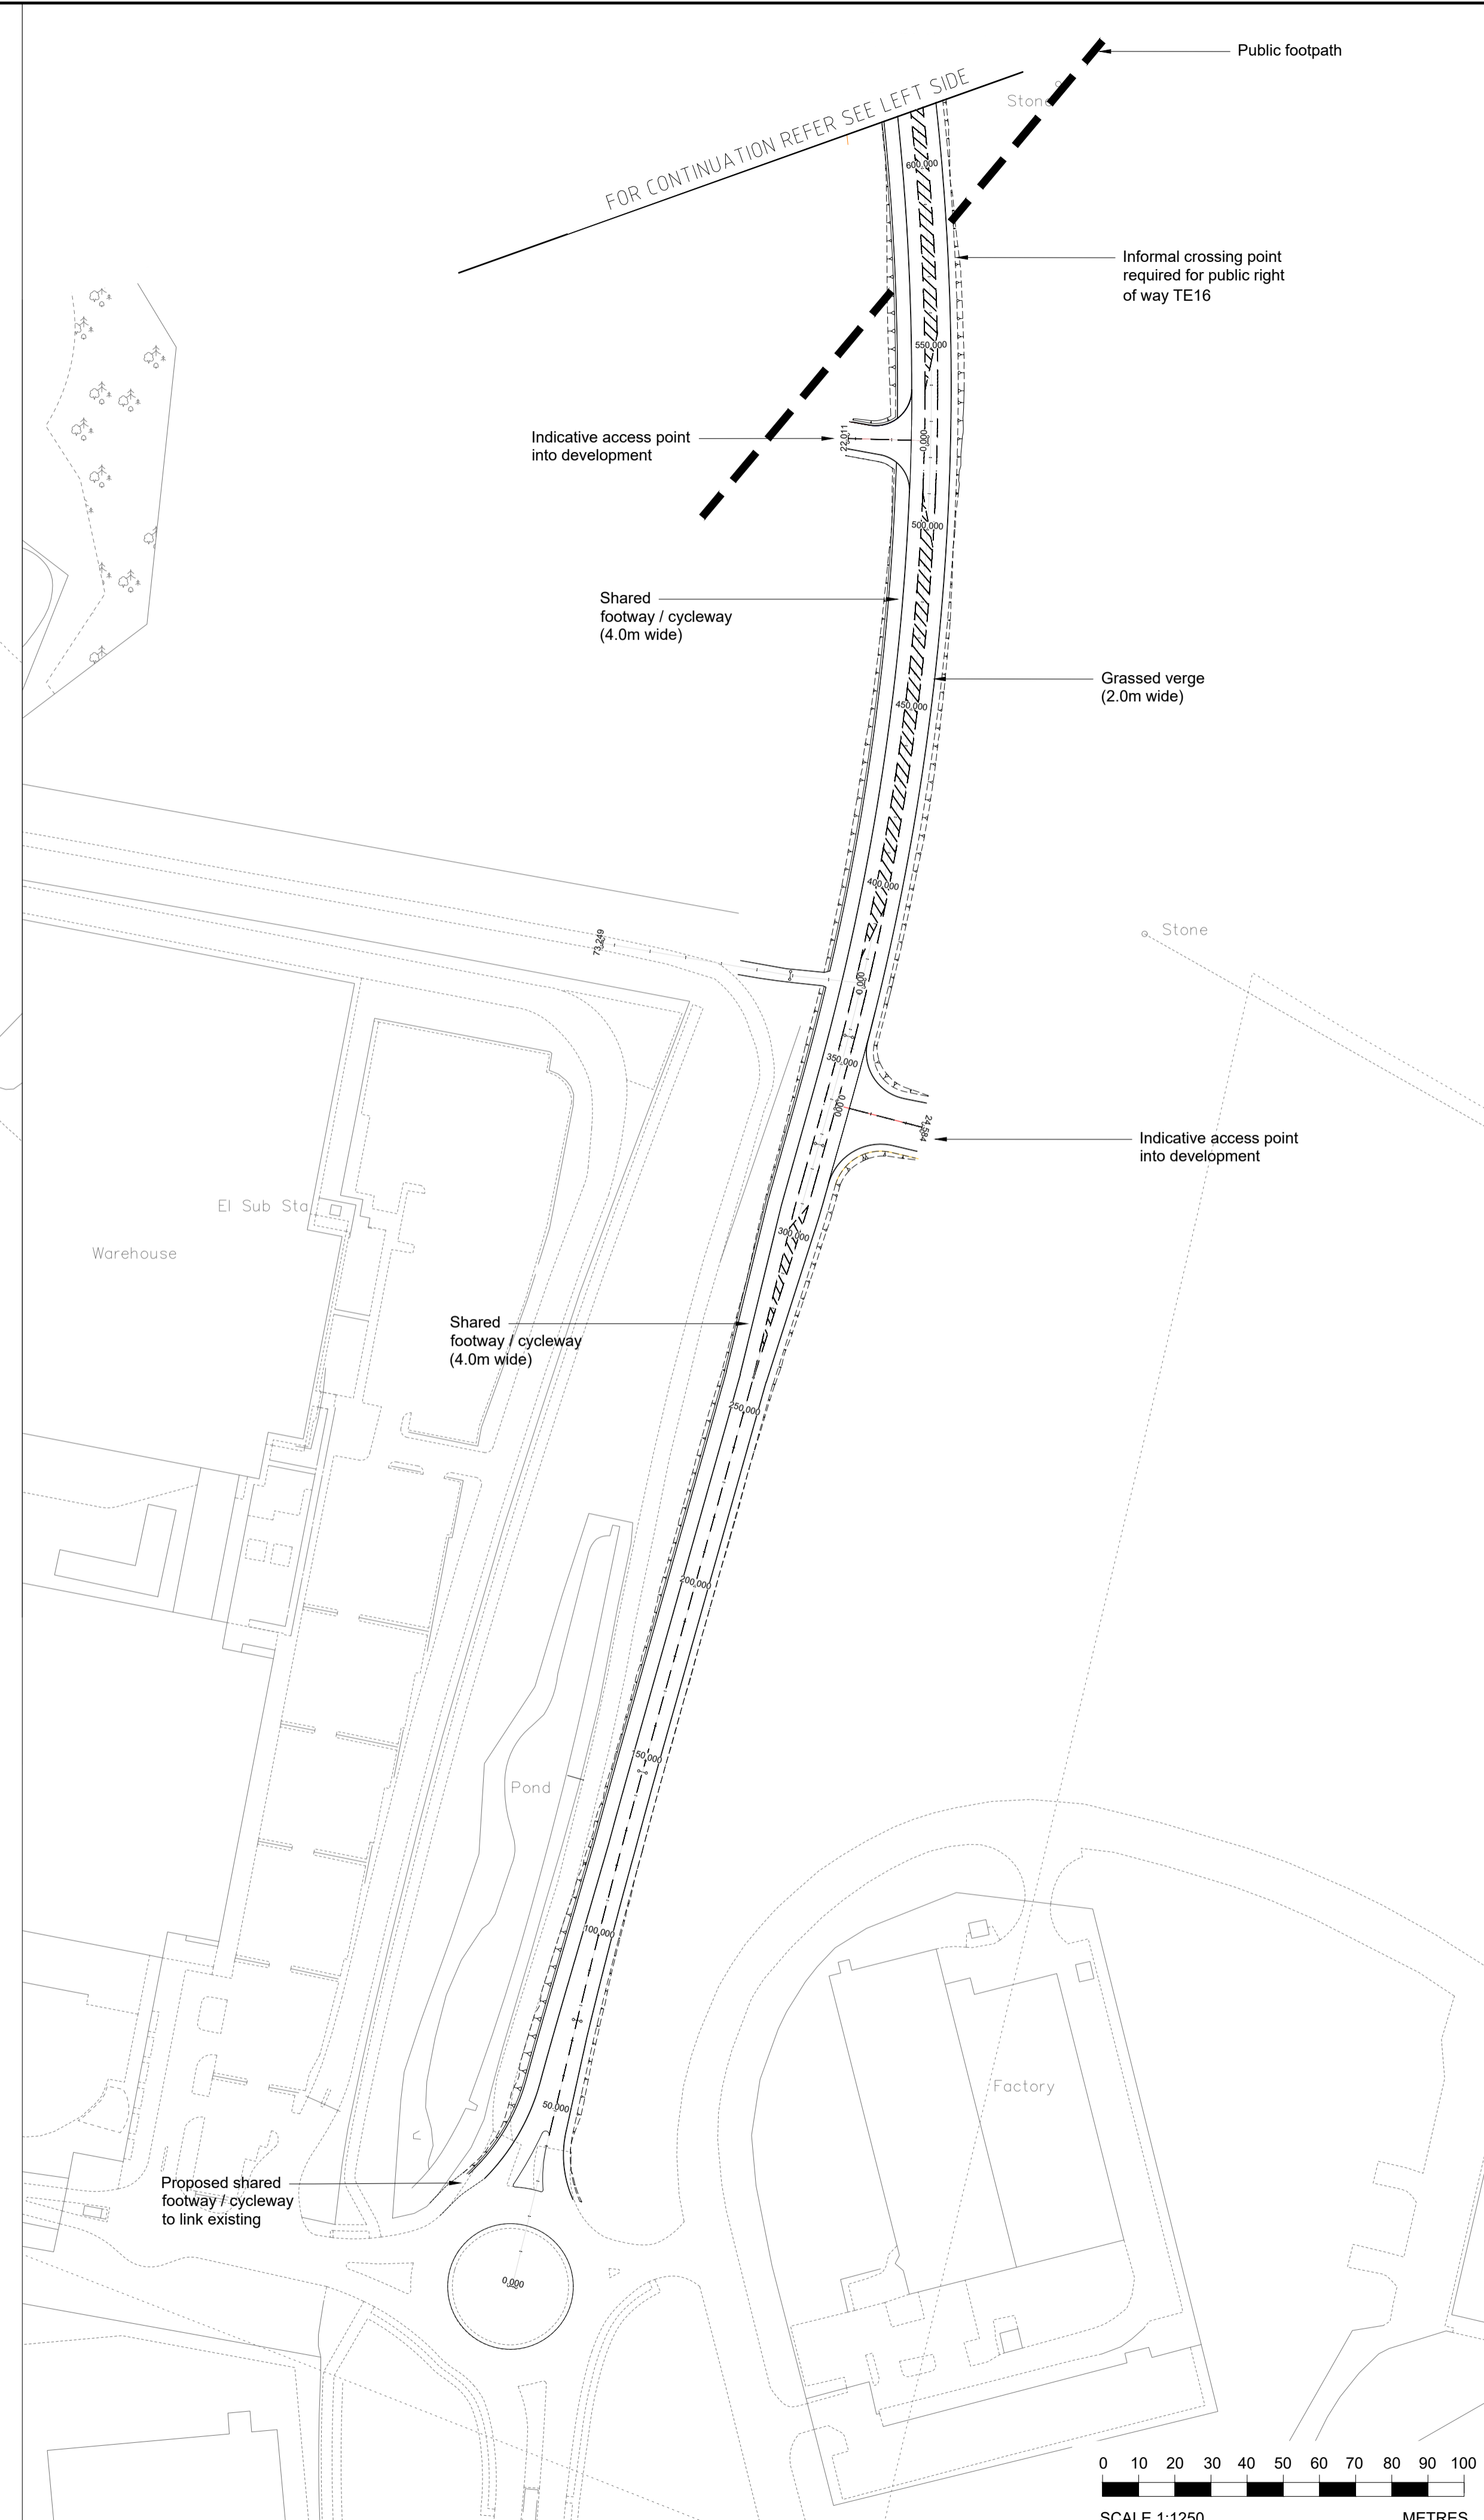 Public footpath
FOR CONTINUATION REFER SEE LEFT SIDE
Stone
600.000
Informal crossing point
required for public right
of way TE16
550.000
Indicative access point
into development
22.011
0.000
500.000
Shared
footway / cycleway
(4.0m wide)
Grassed verge
(2.0m wide)
450.000
400.000
Stone
73.249
0.000
350.000
0.000
24.584
Indicative access point
into development
El Sub Sta
300.000
Warehouse
Shared
footway / cycleway
(4.0m wide)
250.000
200.000
150.000
Pond
100.000
Factory
50.000
Proposed shared
footway / cycleway
to link existing
0.000
0 10 20 30 40 50 60 70 80 90 100
SCALE 1:1250 METRES